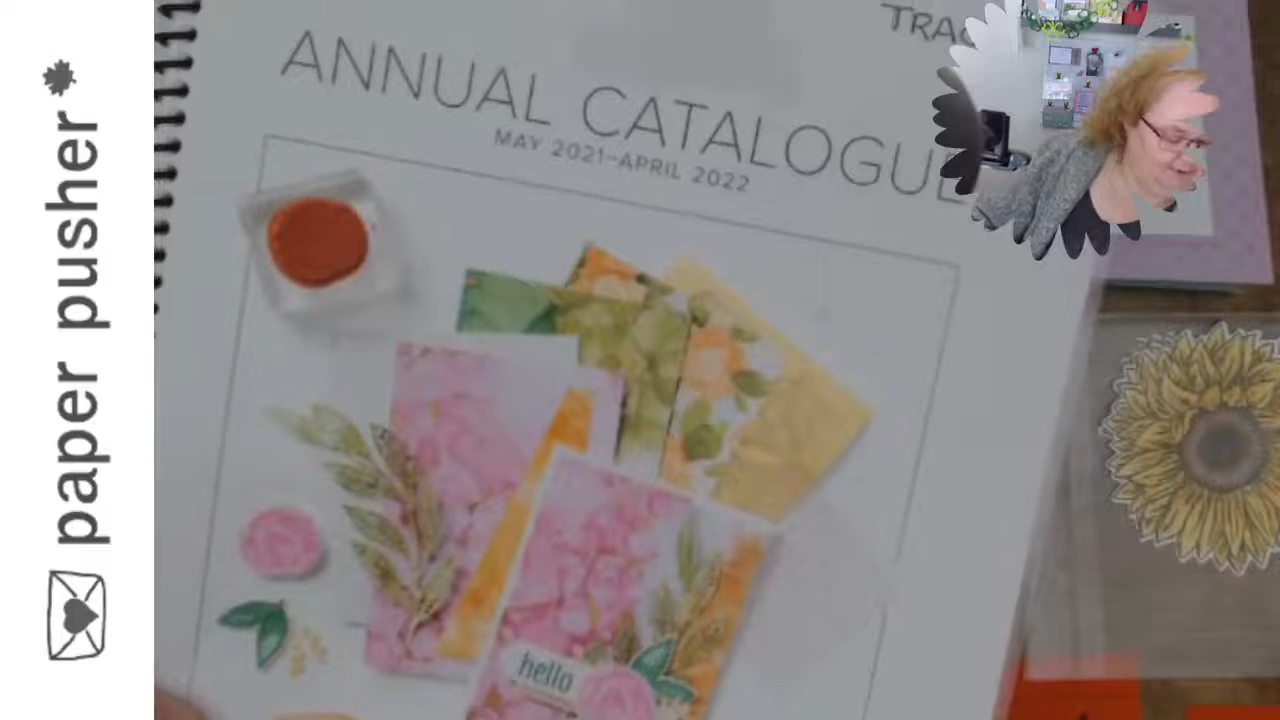 paper pusher
ANNUAL CATALOGUE
MAY 2021–APRIL 2022
hello